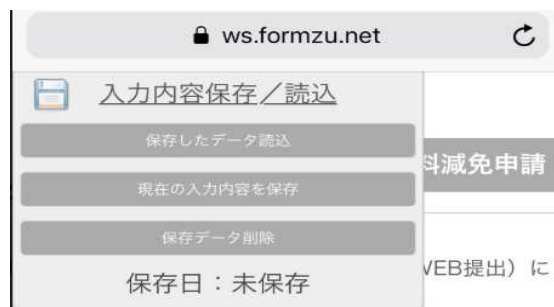 ws.formzu.net
入力内容保存／読込
保存したデータ読込
料減免申請
現在の入力内容を保存
保存データ削除
WEB提出）に
保存日：未保存